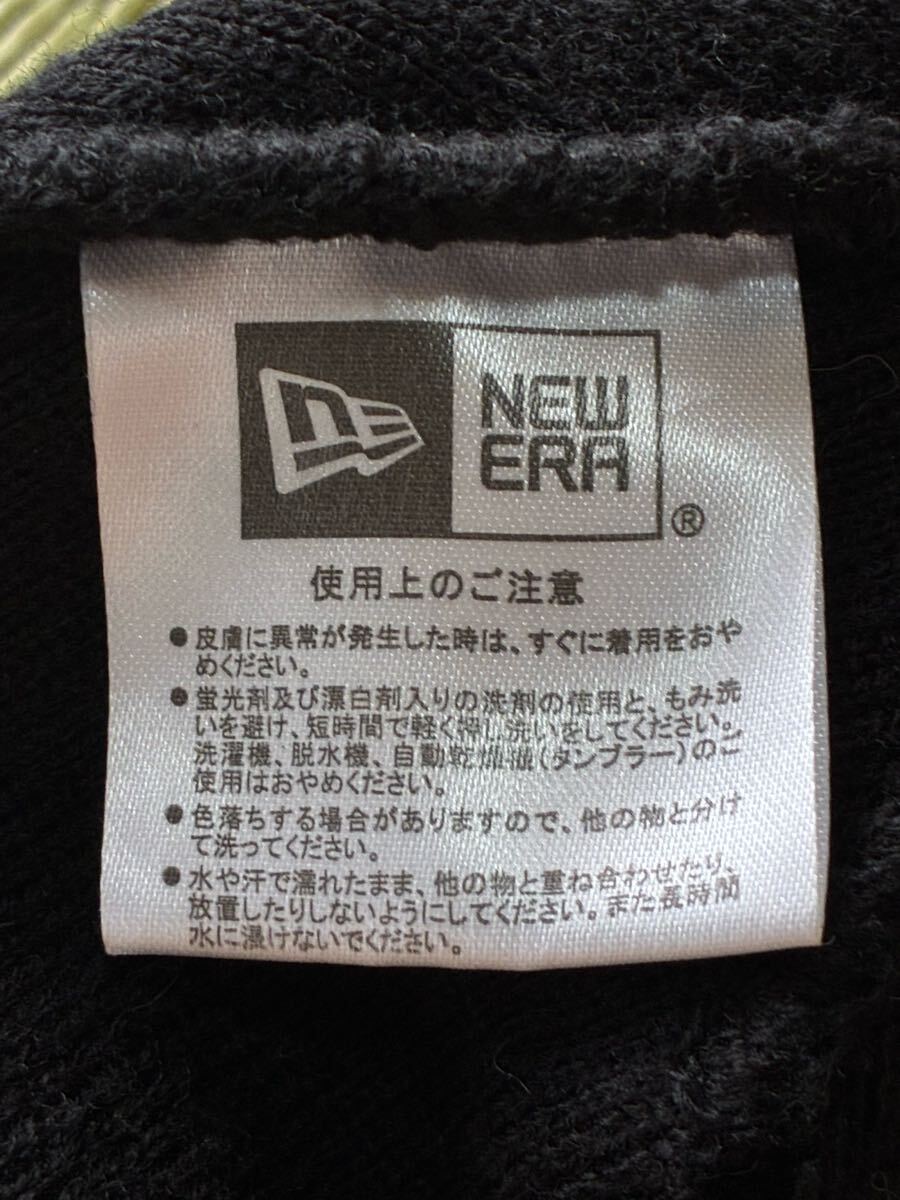 NEW
ERA
®
使用上のご注意
●皮膚に異常が発生した時は、すぐに着用をおや
めください。
●蛍光剤及び漂白剤入りの洗剤の使用と、もみ洗
いを避け、短時間で軽く押し洗いをしてください。
洗濯機、脱水機、自動乾燥機(タンブラー)のご
使用はおやめください。
●色落ちする場合がありますので、他の物と分け
て洗ってください。
●水や汗で濡れたまま、他の物と重ね合わせたり、
放置したりしないようにしてください。また長時間
水に浸けないでください。